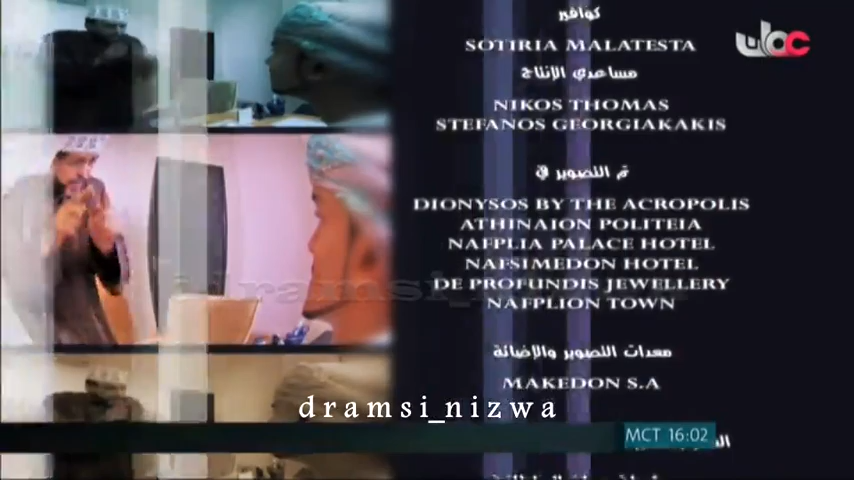 كوافير
SOTIRIA MALATESTA
مساعدي الإنتاج
NIKOS THOMAS
STEFANOS GEORGIAKAKIS
تم التصوير في
DIONYSOS BY THE ACROPOLIS
ATHINAION POLITEIA
NAFPLIA PALACE HOTEL
NAFSIMEDON HOTEL
DE PROFUNDIS JEWELLERY
NAFPLION TOWN
معدات التصوير والإضائة
MAKEDON S.A
dramsi_nizwa
MCT 16:02